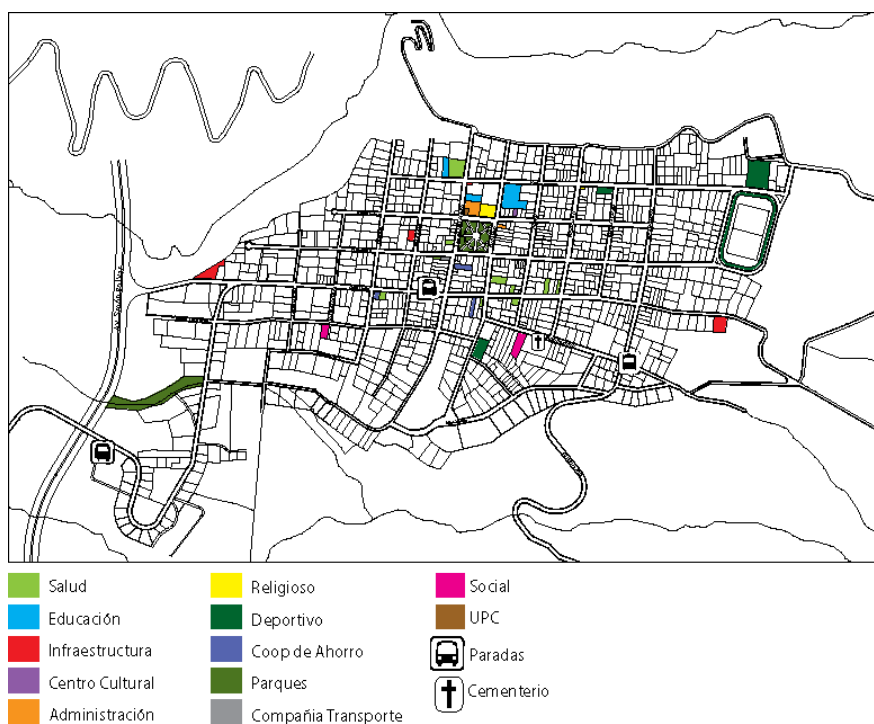 Salud
Educación
Infraestructura
Centro Cultural
Administración
Religioso
Deportivo
Coop de Ahorro
Parques
Compañia Transporte
Social
UPC
Paradas
Cementerio